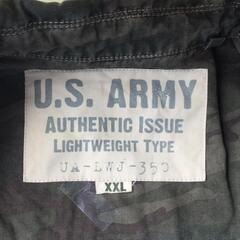 U.S. ARMY
AUTHENTIC ISSUE
LIGHTWEIGHT TYPE
UA-LWJ-350
XXL